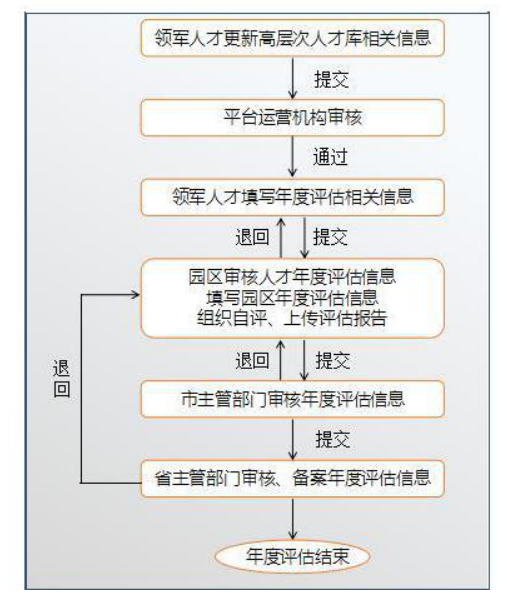 领军人才更新高层次人才库相关信息
提交
平台运营机构审核
通过
领军人才填写年度评估相关信息
退回
提交
园区审核人才年度评估信息
填写园区年度评估信息
组织自评、上传评估报告
退回
退回
提交
市主管部门审核年度评估信息
提交
省主管部门审核、备案年度评估信息
年度评估结束